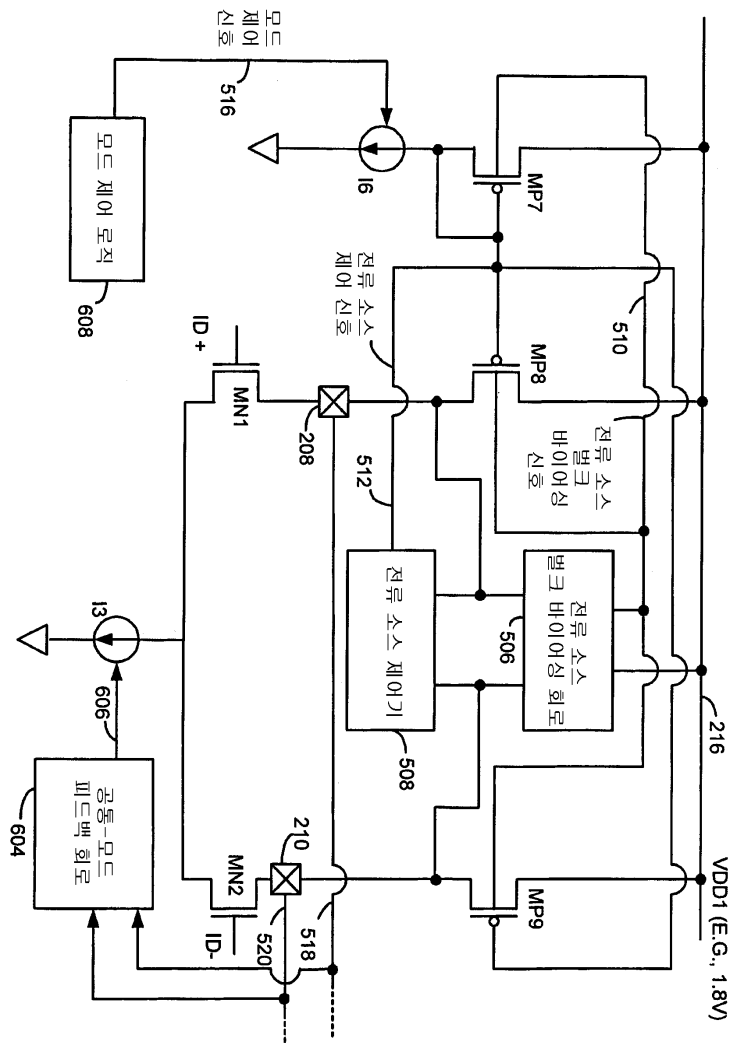 VDD1 (E.G., 1.8V)
216
510
전류 소스
벌크
바이어싱
신호
MP7
MP8
MP9
전류 소스
벌크 바이어싱 회로
506
I6
전류 소스
제어 신호
512
전류 소스 제어기
508
모드
제어
신호
516
208
210
518
520
모드 제어 로직
608
ID+
MN1
MN2
ID-
I3
606
공통-모드
피드백 회로
604